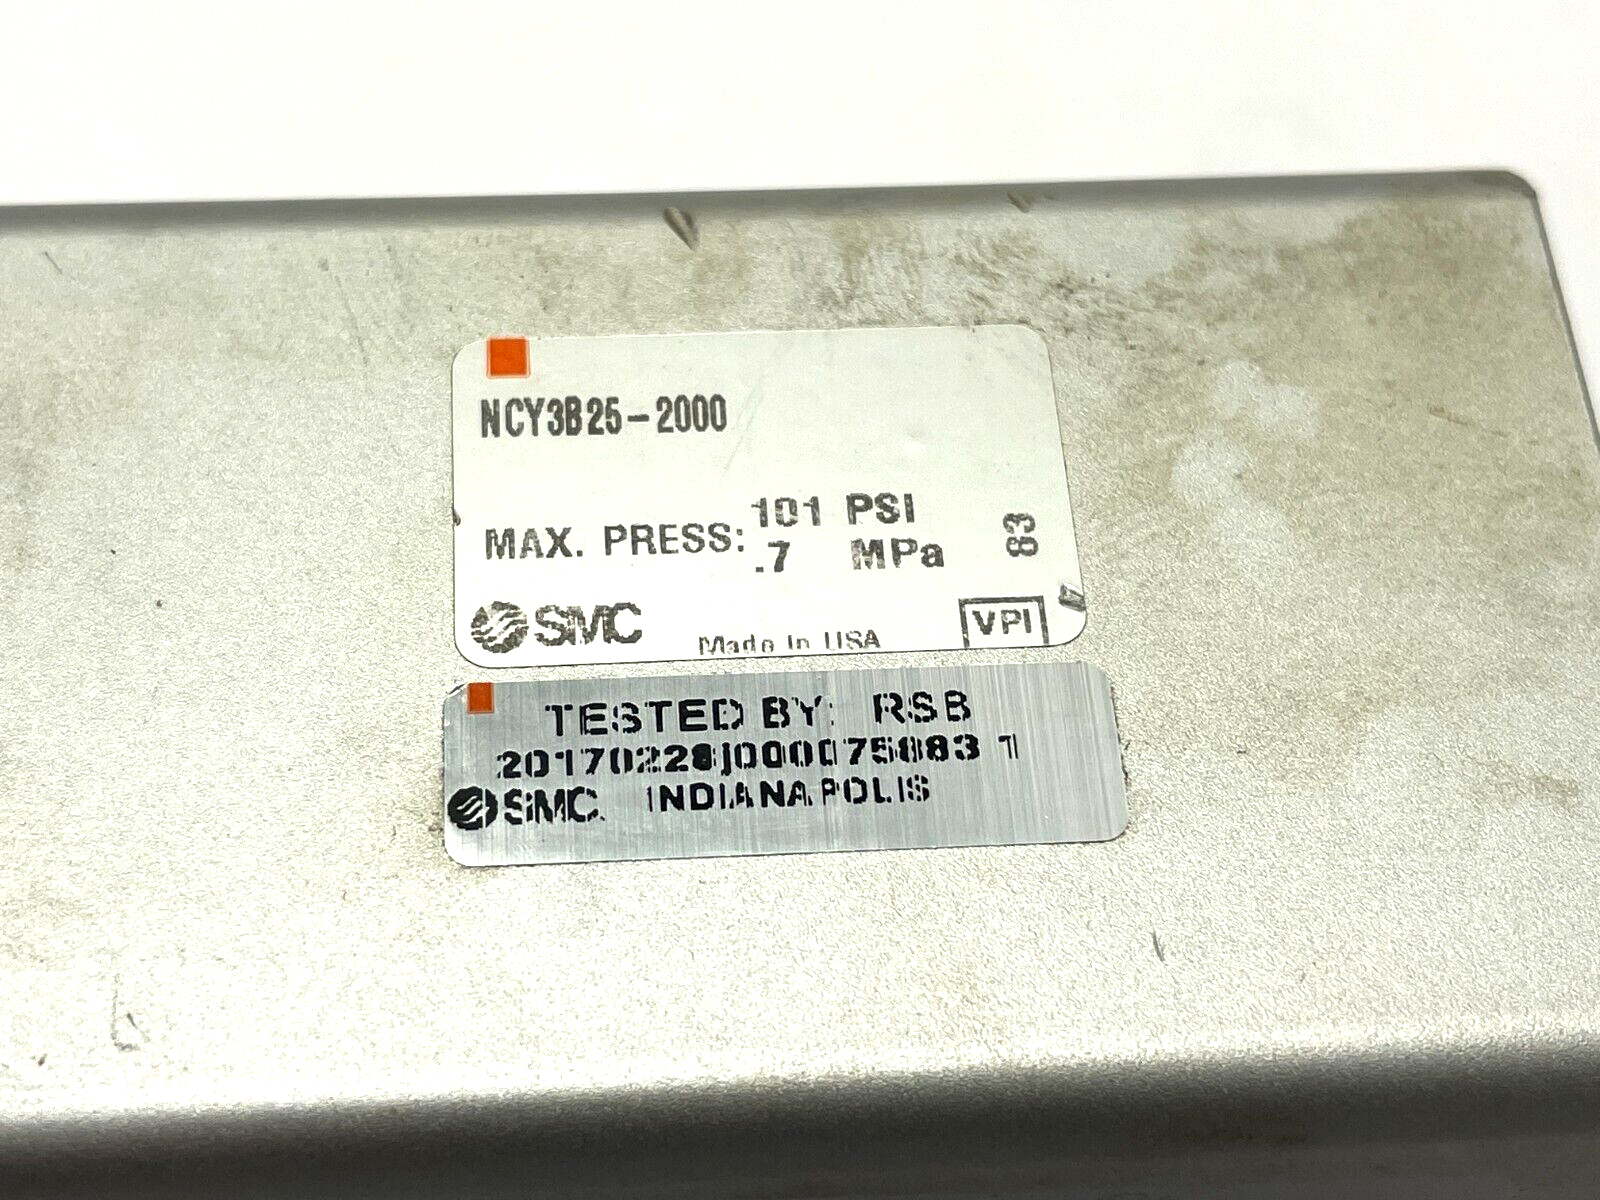 NCY3B25-2000
MAX. PRESS: 101 PSI
.7 MPa
83
SMC Made In USA VPI
TESTED BY: RSB
20170228J000075883 1
SMC. INDIANAPOLIS